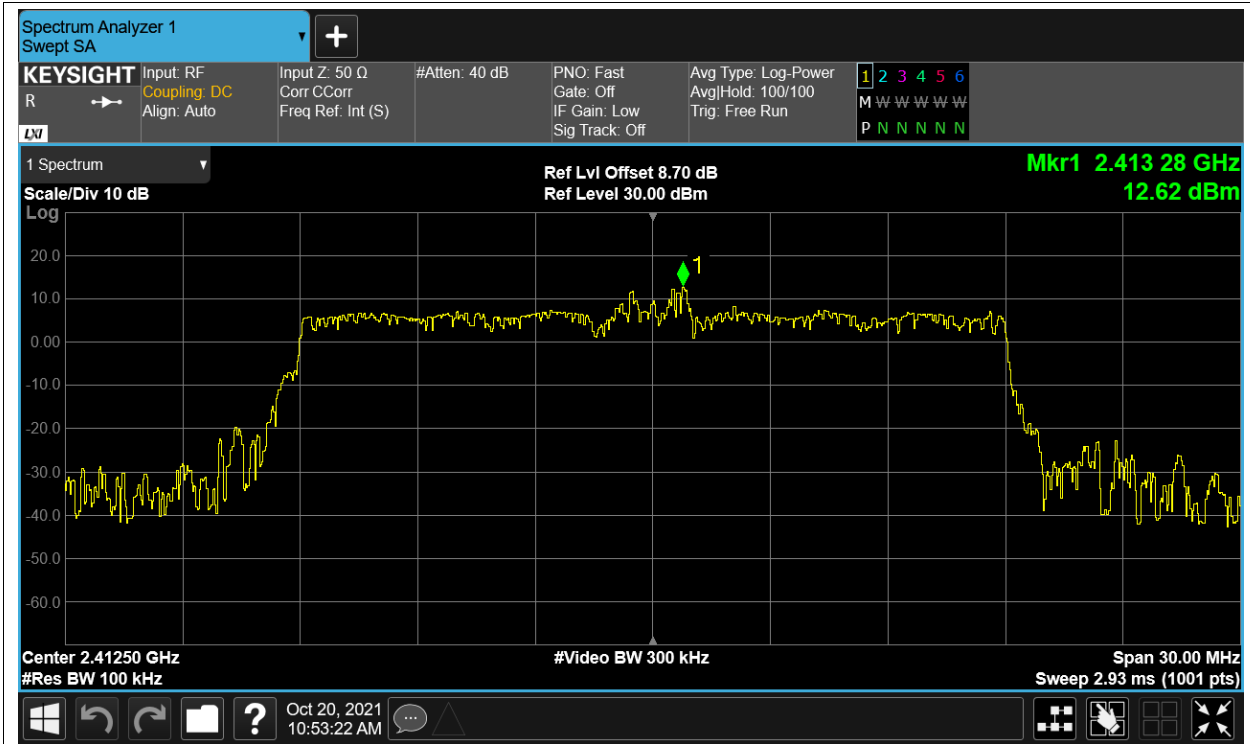 Spectrum Analyzer 1
Swept SA
+
KEYSIGHT
R
LXI
Input: RF
Coupling: DC
Align: Auto
Input Z: 50 Ω
Corr CCorr
Freq Ref: Int (S)
#Atten: 40 dB
PNO: Fast
Gate: Off
IF Gain: Low
Sig Track: Off
Avg Type: Log-Power
Avg|Hold: 100/100
Trig: Free Run
1 2 3 4 5 6
M W W W W W W
P N N N N N N
1 Spectrum
Scale/Div 10 dB
Log
Ref Lvl Offset 8.70 dB
Ref Level 30.00 dBm
Mkr1 2.413 28 GHz
12.62 dBm
1
20.0
10.0
0.00
-10.0
-20.0
-30.0
-40.0
-50.0
-60.0
Center 2.41250 GHz
#Res BW 100 kHz
#Video BW 300 kHz
Span 30.00 MHz
Sweep 2.93 ms (1001 pts)
?
Oct 20, 2021
10:53:22 AM